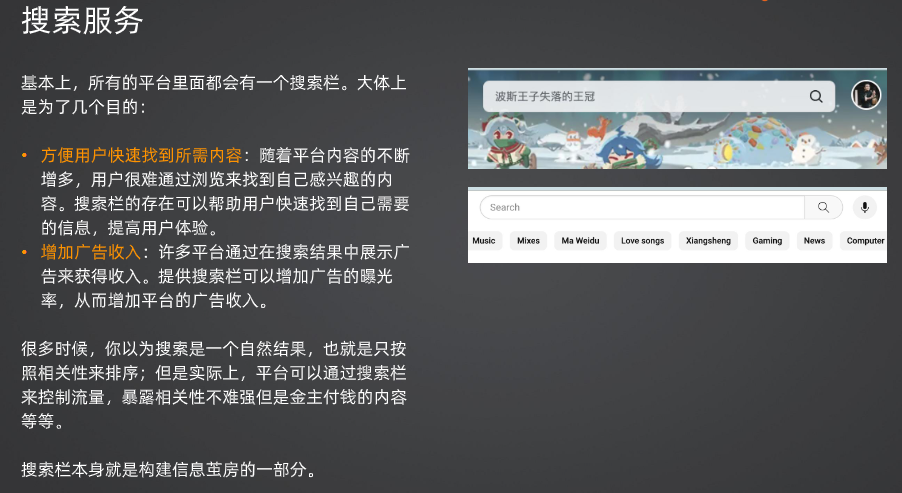 搜索服务
基本上，所有的平台里面都会有一个搜索栏。大体上
是为了几个目的：
• 方便用户快速找到所需内容：随着平台内容的不断
增多，用户很难通过浏览来找到自己感兴趣的内
容。搜索栏的存在可以帮助用户快速找到自己需要
的信息，提高用户体验。
• 增加广告收入：许多平台通过在搜索结果中展示广
告来获得收入。提供搜索栏可以增加广告的曝光
率，从而增加平台的广告收入。
很多时候，你以为搜索是一个自然结果，也就是只按
照相关性来排序；但是实际上，平台可以通过搜索栏
来控制流量，暴露相关性不难强但是金主付钱的内容
等等。
搜索栏本身就是构建信息茧房的一部分。
波斯王子失落的王冠
Search
Music Mixes Ma Weidu Love songs Xiangsheng Gaming News Computer